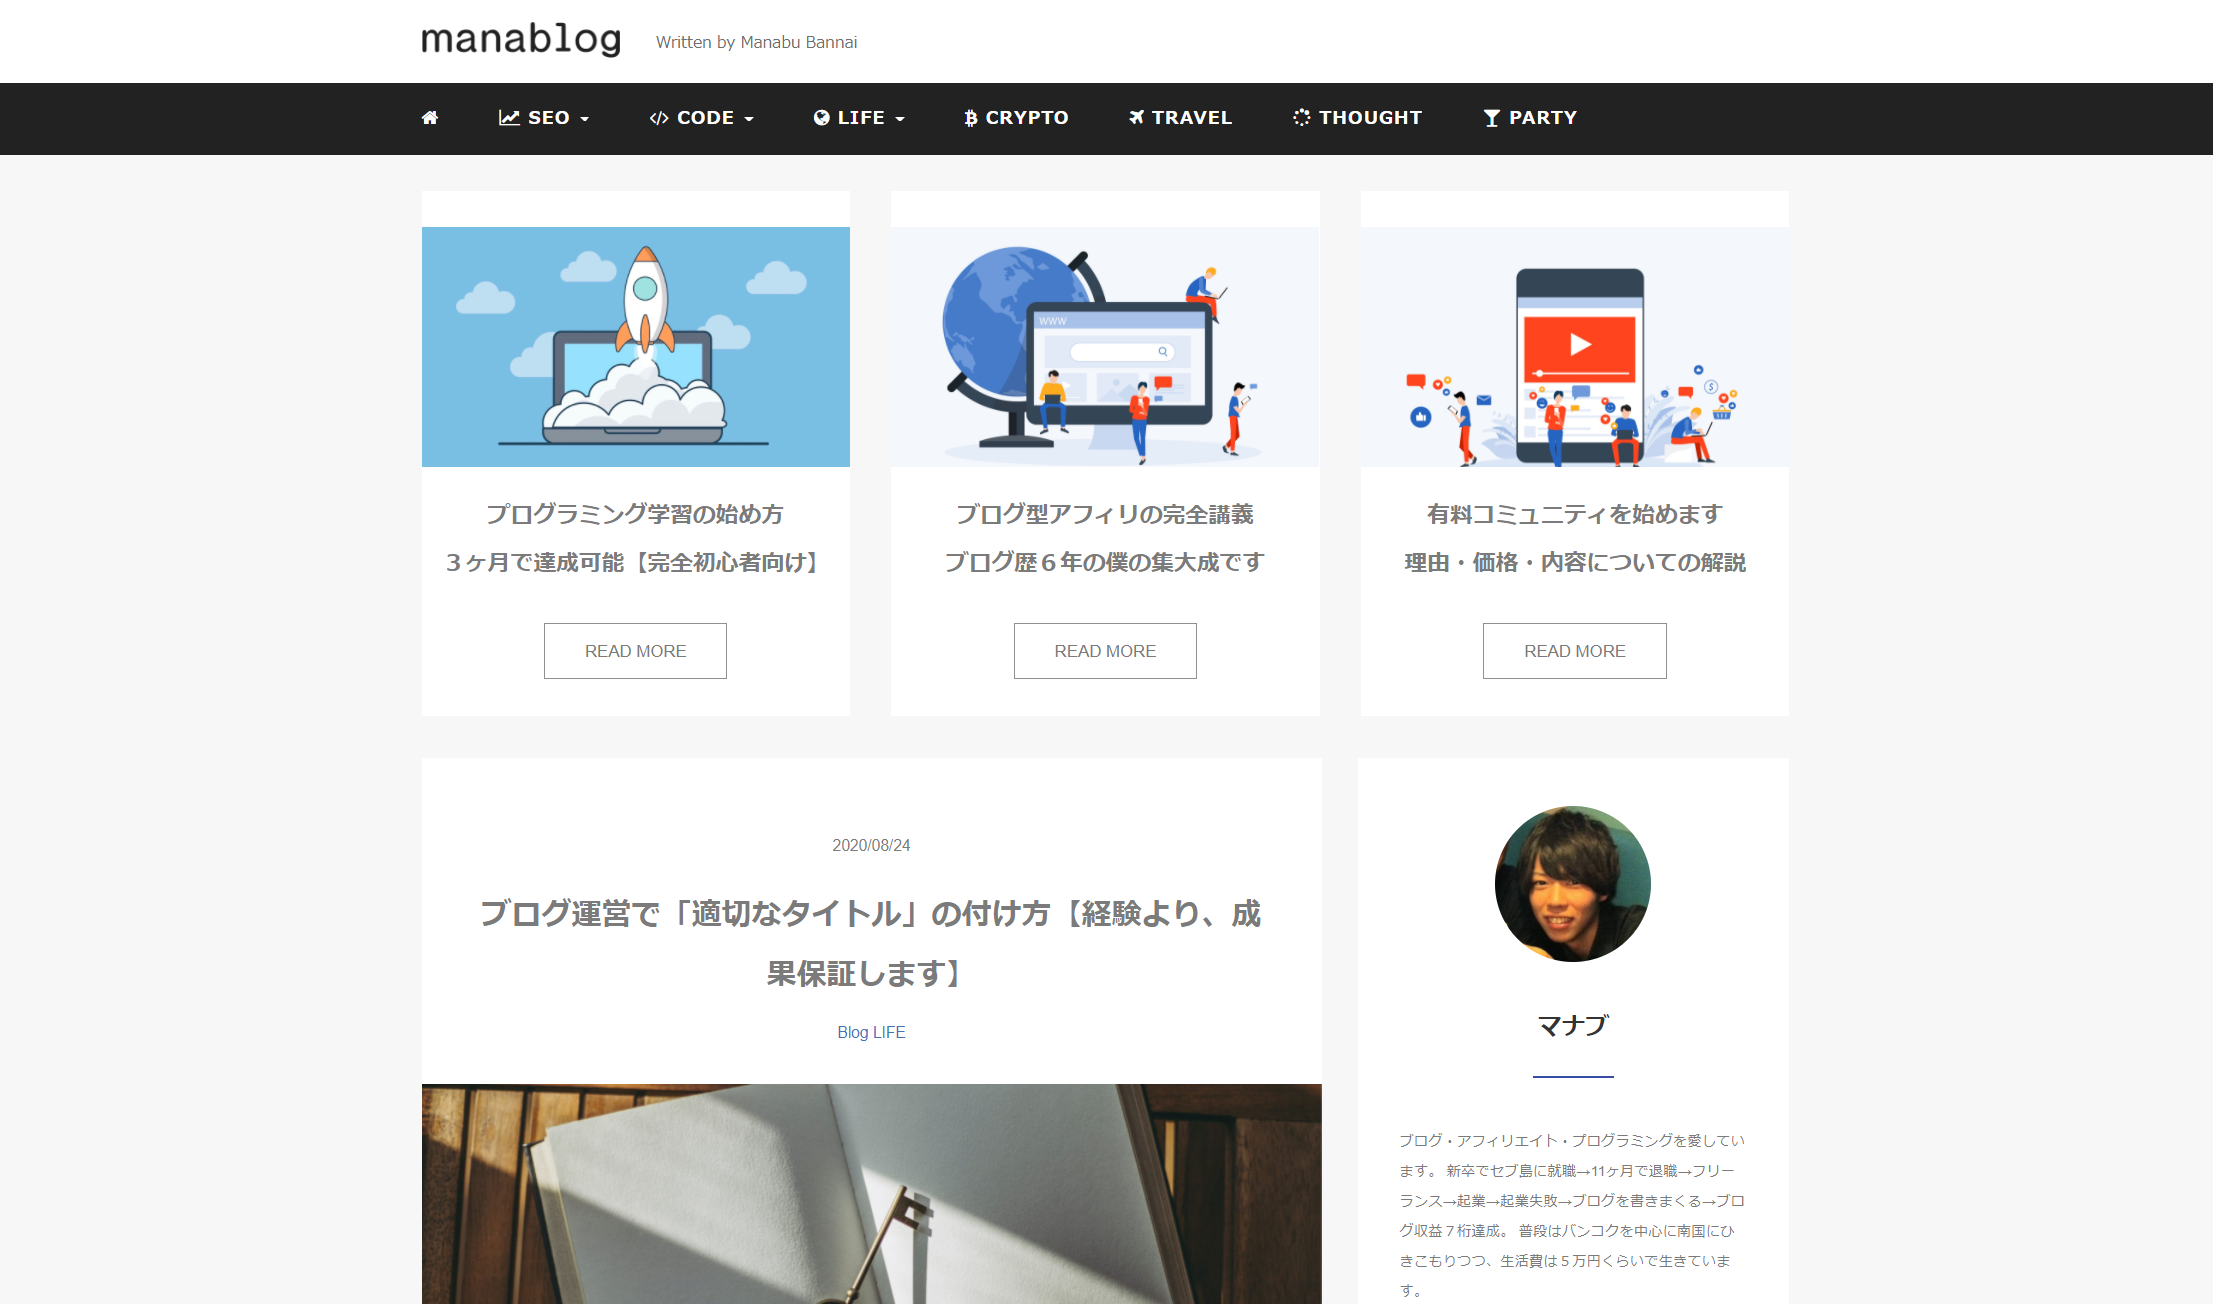 manablog
Written by Manabu Bannai
SEO
CODE
LIFE
CRYPTO
TRAVEL
THOUGHT
PARTY
プログラミング学習の始め方
３ヶ月で達成可能【完全初心者向け】
READ MORE
WWW
ブログ型アフィリの完全講義
ブログ歴６年の僕の集大成です
READ MORE
有料コミュニティを始めます
理由・価格・内容についての解説
READ MORE
2020/08/24
ブログ運営で「適切なタイトル」の付け方【経験より、成
果保証します】
Blog LIFE
マナブ
ブログ・アフィリエイト・プログラミングを愛してい
ます。 新卒でセブ島に就職→11ヶ月で退職→フリー
ランス→起業→起業失敗→ブログを書きまくる→ブロ
グ収益７桁達成。 普段はバンコクを中心に南国にひ
きこもりつつ、生活費は５万円くらいで生きていま
す。